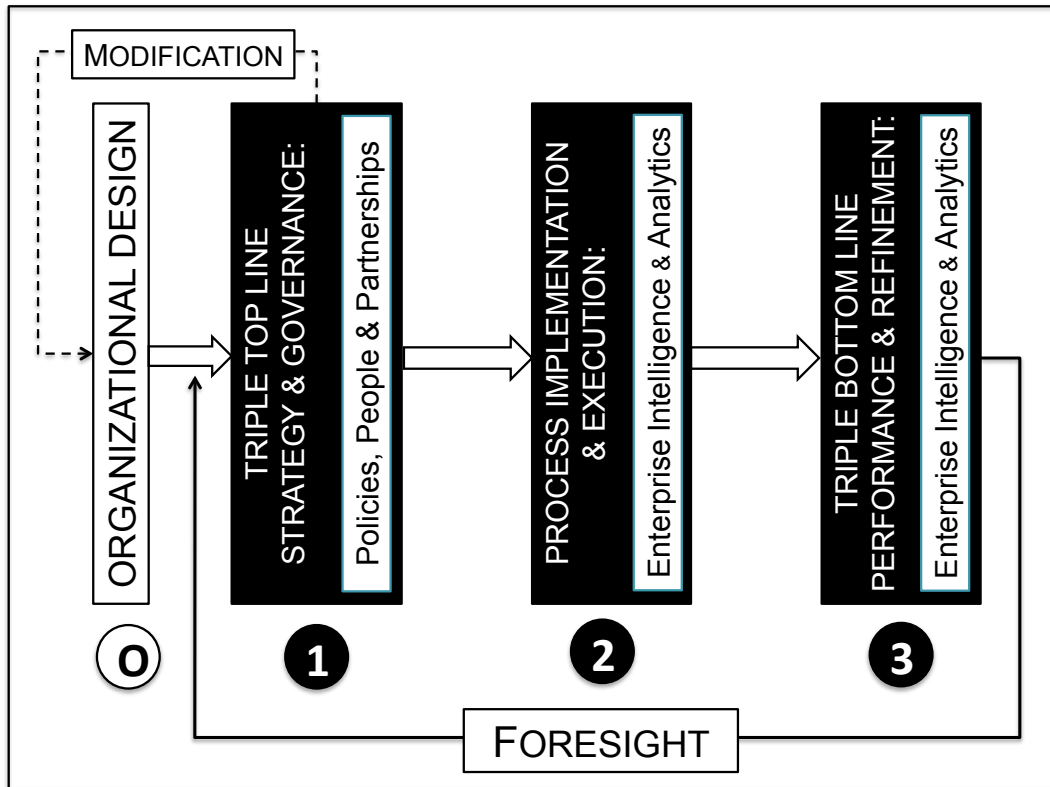 MODIFICATION
ORGANIZATIONAL DESIGN
TRIPLE TOP LINE
STRATEGY & GOVERNANCE:
Policies, People & Partnerships
PROCESS IMPLEMENTATION
& EXECUTION:
Enterprise Intelligence & Analytics
TRIPLE BOTTOM LINE
PERFORMANCE & REFINEMENT:
Enterprise Intelligence & Analytics
O
1
2
3
FORESIGHT